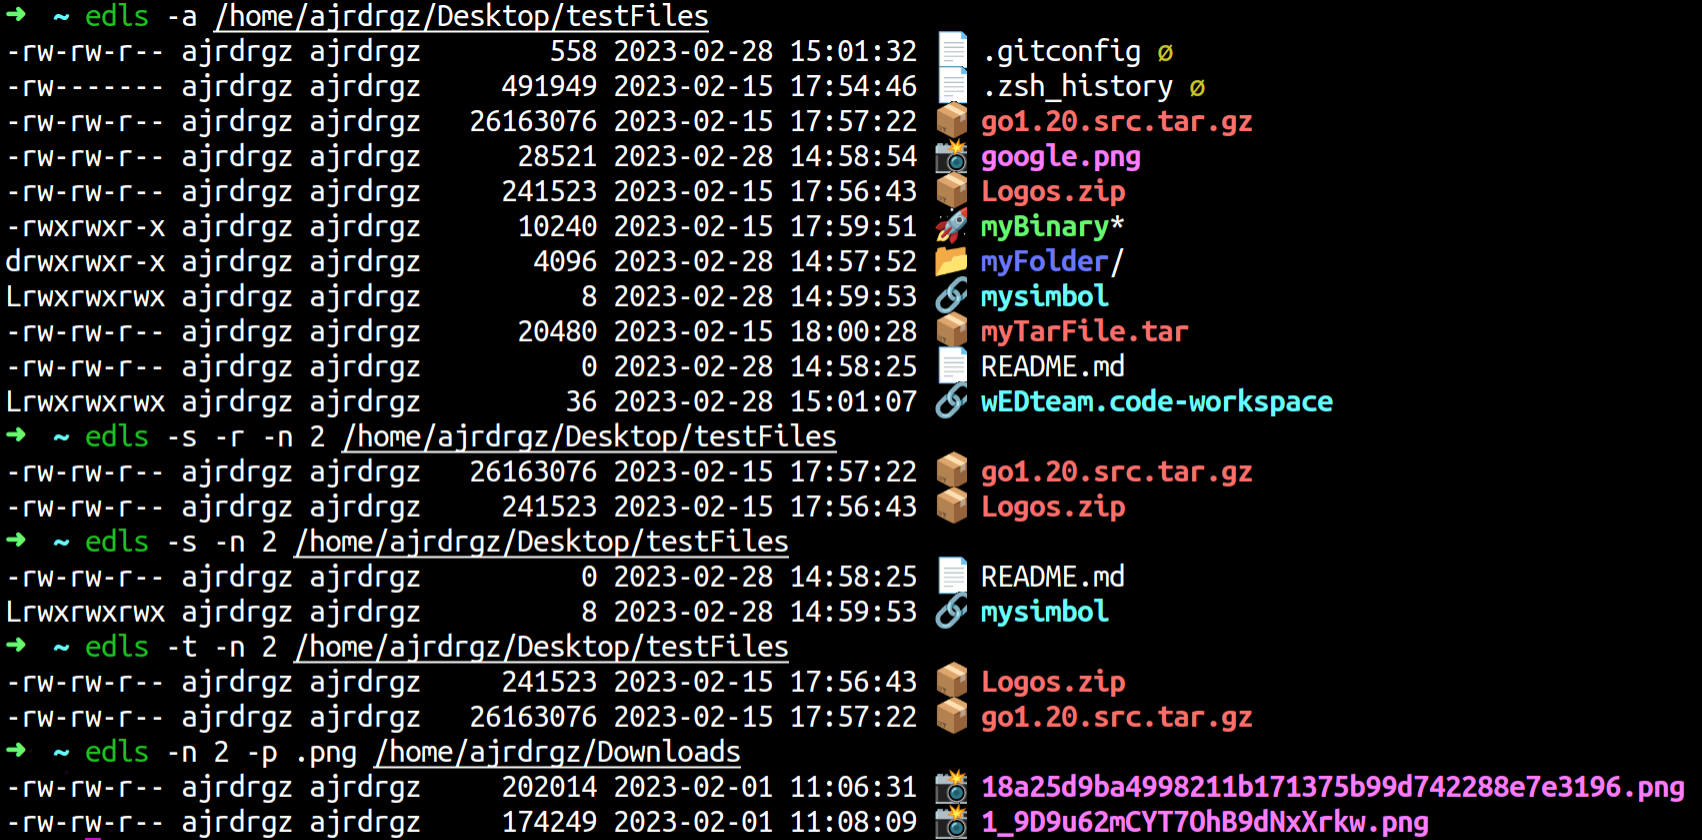 ➜  ~ edls -a /home/ajrdrgz/Desktop/testFiles
-rw-rw-r-- ajrdrgz ajrdrgz        558 2023-02-28 15:01:32 📄 .gitconfig ø
-rw------- ajrdrgz ajrdrgz     491949 2023-02-15 17:54:46 📄 .zsh_history ø
-rw-rw-r-- ajrdrgz ajrdrgz   26163076 2023-02-15 17:57:22 📦 go1.20.src.tar.gz
-rw-rw-r-- ajrdrgz ajrdrgz      28521 2023-02-28 14:58:54 📸 google.png
-rw-rw-r-- ajrdrgz ajrdrgz     241523 2023-02-15 17:56:43 📦 Logos.zip
-rwxrwxr-x ajrdrgz ajrdrgz      10240 2023-02-15 17:59:51 🚀 myBinary*
drwxrwxr-x ajrdrgz ajrdrgz       4096 2023-02-28 14:57:52 📂 myFolder/
Lrwxrwxrwx ajrdrgz ajrdrgz          8 2023-02-28 14:59:53 🔗 mysimbol
-rw-rw-r-- ajrdrgz ajrdrgz      20480 2023-02-15 18:00:28 📦 myTarFile.tar
-rw-rw-r-- ajrdrgz ajrdrgz          0 2023-02-28 14:58:25 📄 README.md
Lrwxrwxrwx ajrdrgz ajrdrgz         36 2023-02-28 15:01:07 🔗 wEDteam.code-workspace
➜  ~ edls -s -r -n 2 /home/ajrdrgz/Desktop/testFiles
-rw-rw-r-- ajrdrgz ajrdrgz   26163076 2023-02-15 17:57:22 📦 go1.20.src.tar.gz
-rw-rw-r-- ajrdrgz ajrdrgz     241523 2023-02-15 17:56:43 📦 Logos.zip
➜  ~ edls -s -n 2 /home/ajrdrgz/Desktop/testFiles
-rw-rw-r-- ajrdrgz ajrdrgz          0 2023-02-28 14:58:25 📄 README.md
Lrwxrwxrwx ajrdrgz ajrdrgz          8 2023-02-28 14:59:53 🔗 mysimbol
➜  ~ edls -t -n 2 /home/ajrdrgz/Desktop/testFiles
-rw-rw-r-- ajrdrgz ajrdrgz     241523 2023-02-15 17:56:43 📦 Logos.zip
-rw-rw-r-- ajrdrgz ajrdrgz   26163076 2023-02-15 17:57:22 📦 go1.20.src.tar.gz
➜  ~ edls -n 2 -p .png /home/ajrdrgz/Downloads
-rw-rw-r-- ajrdrgz ajrdrgz     202014 2023-02-01 11:06:31 📸 18a25d9ba4998211b171375b99d742288e7e3196.png
-rw-rw-r-- ajrdrgz ajrdrgz     174249 2023-02-01 11:08:09 📸 1_9D9u62mCYT7OhB9dNxXrkw.png